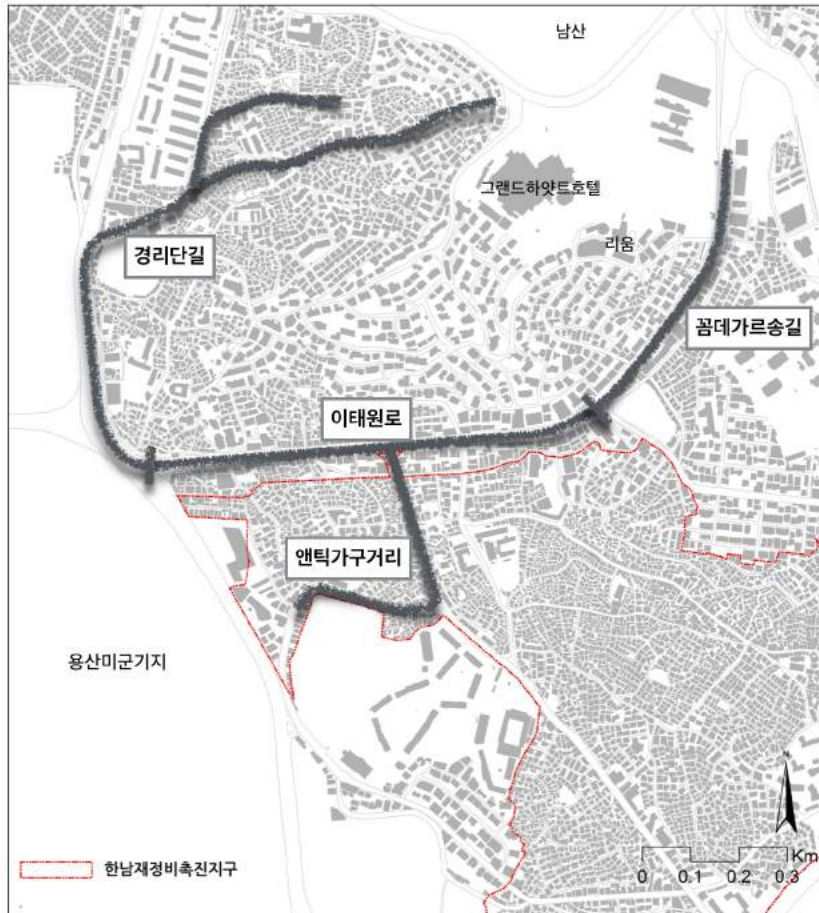 남산
그랜드하얏트호텔
리움
경리단길
꼼데가르송길
이태원로
앤틱가구거리
용산미군기지
N
한남재정비촉진지구
Km
0 0.1 0.2 0.3